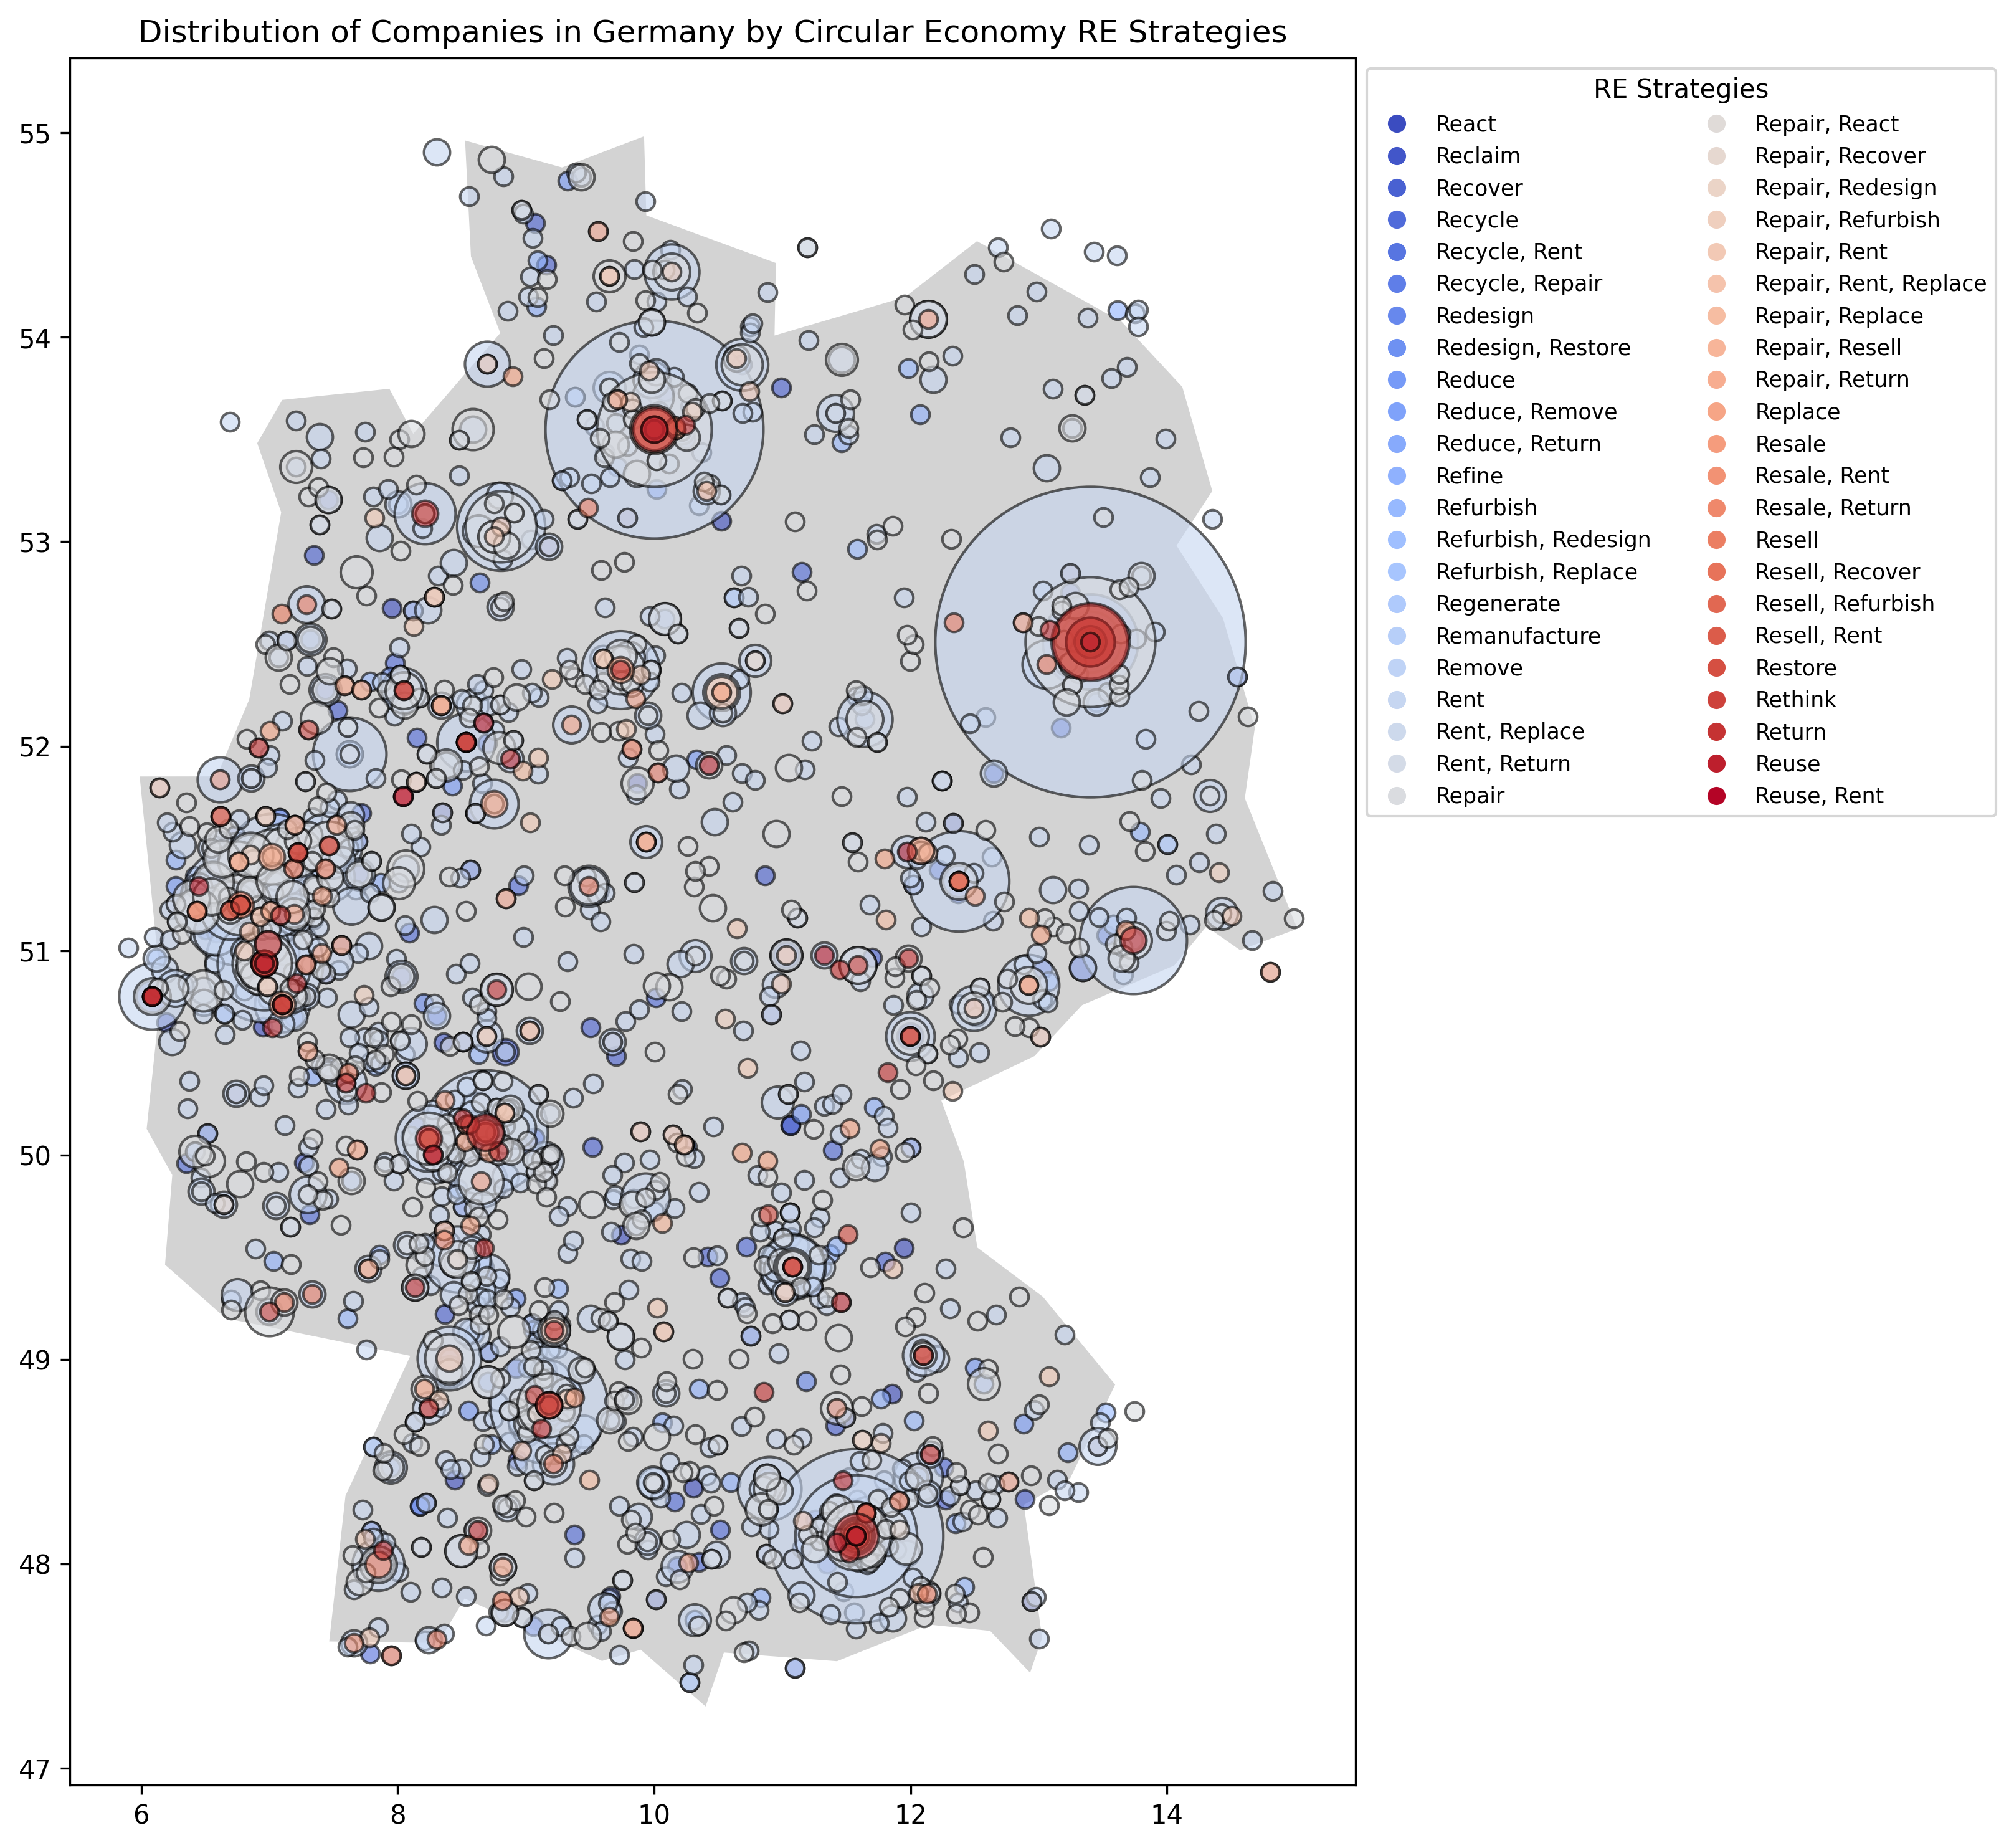 Distribution of Companies in Germany by Circular Economy RE Strategies
55
54
53
52
51
50
49
48
47
6
8
10
12
14
RE Strategies
React
Reclaim
Recover
Recycle
Recycle, Rent
Recycle, Repair
Redesign
Redesign, Restore
Reduce
Reduce, Remove
Reduce, Return
Refine
Refurbish
Refurbish, Redesign
Refurbish, Replace
Regenerate
Remanufacture
Remove
Rent
Rent, Replace
Rent, Return
Repair
Repair, React
Repair, Recover
Repair, Redesign
Repair, Refurbish
Repair, Rent
Repair, Rent, Replace
Repair, Replace
Repair, Resell
Repair, Return
Replace
Resale
Resale, Rent
Resale, Return
Resell
Resell, Recover
Resell, Refurbish
Resell, Rent
Restore
Rethink
Return
Reuse
Reuse, Rent